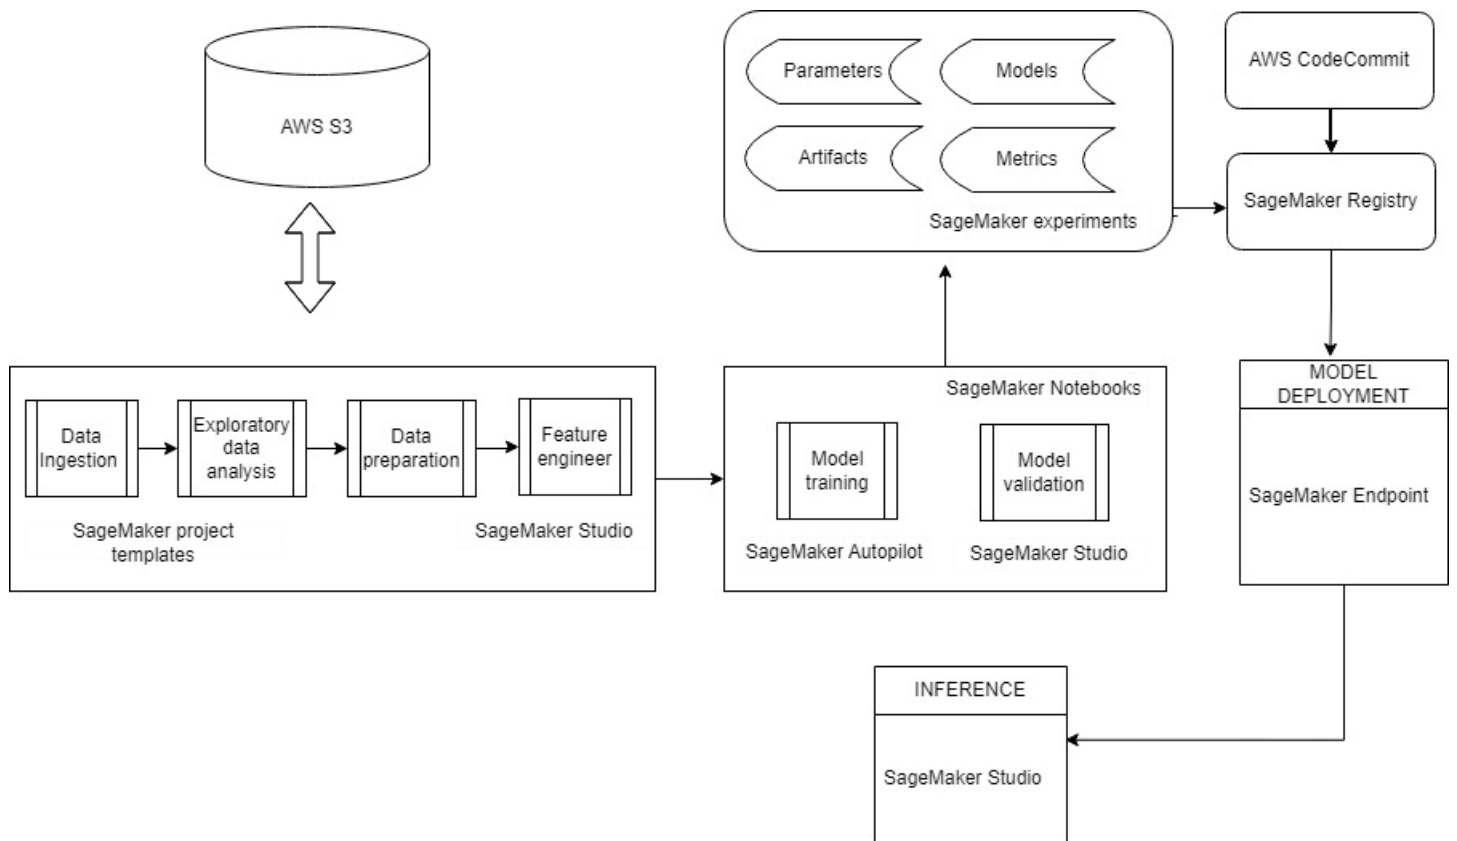 AWS S3
Parameters
Models
Artifacts
Metrics
SageMaker experiments
AWS CodeCommit
SageMaker Registry
Data
Ingestion
Exploratory
data
analysis
Data
preparation
Feature
engineer
SageMaker project
templates
SageMaker Studio
SageMaker Notebooks
Model
training
Model
validation
SageMaker Autopilot
SageMaker Studio
MODEL
DEPLOYMENT
SageMaker Endpoint
INFERENCE
SageMaker Studio